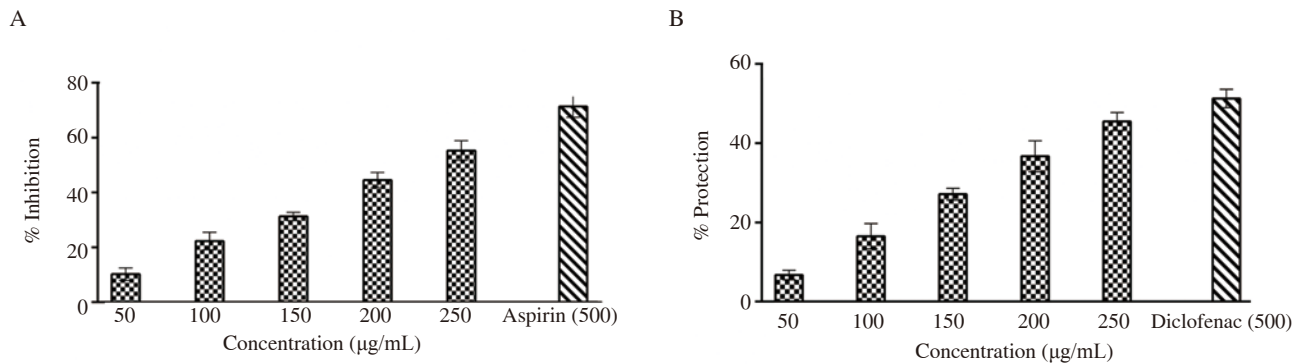 A
80
60
40
20
0
% Inhibition
50 100 150 200 250 Aspirin (500)
Concentration (μg/mL)
B
60
40
20
0
% Protection
50 100 150 200 250 Diclofenac (500)
Concentration (μg/mL)